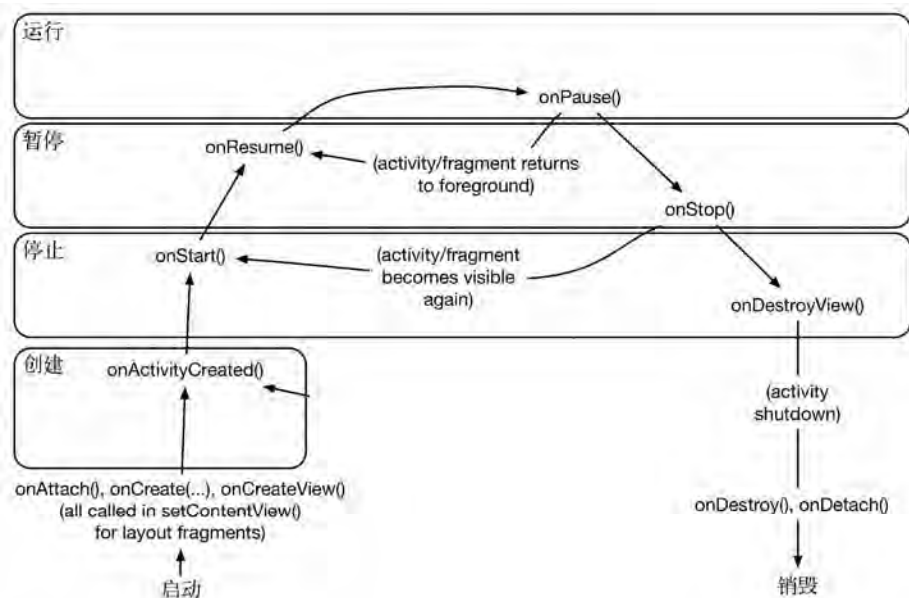 运行
onPause()
暂停
onResume()
(activity/fragment returns
to foreground)
onStop()
停止
onStart()
(activity/fragment
becomes visible
again)
onDestroyView()
创建
onActivityCreated()
(activity
shutdown)
onAttach(), onCreate(...), onCreateView()
(all called in setContentView()
for layout fragments)
onDestroy(), onDetach()
启动
销毁